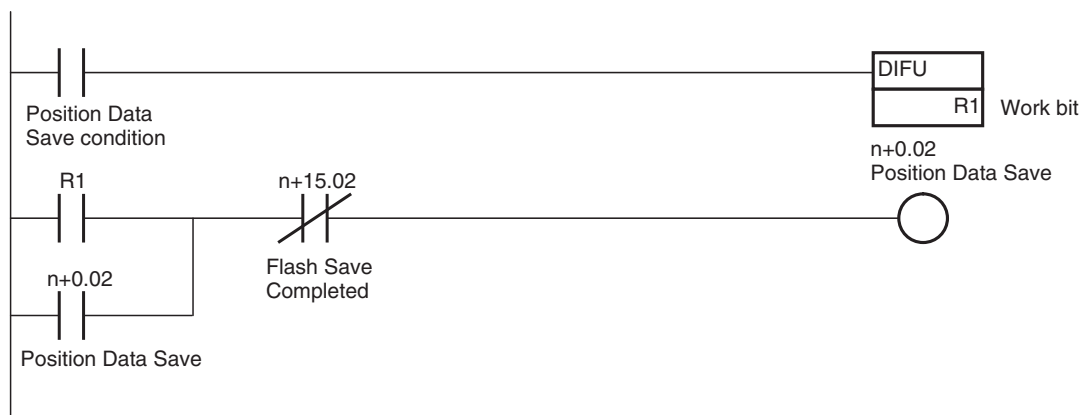 DIFU
R1 Work bit
Position Data
Save condition
n+0.02
Position Data Save
R1
n+15.02
Flash Save
Completed
n+0.02
Position Data Save